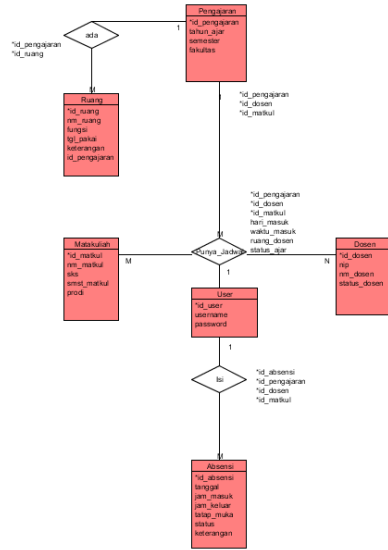 Pengajaran
*id_pengajaran
tahun_ajar
semester
fakultas
1
ada
*id_pengajaran
*id_ruang
M
Ruang
*id_ruang
nm_ruang
fungsi
tgl_pakai
keterangan
id_pengajaran
1
*id_pengajaran
*id_dosen
*id_matkul
*id_pengajaran
*id_dosen
*id_matkul
hari_masuk
waktu_masuk
ruang_dosen
status_ajar
M
Punya_Jadwal
Matakuliah
*id_matkul
nm_matkul
sks
smst_matkul
prodi
M
N
Dosen
*id_dosen
nip
nm_dosen
status_dosen
1
User
*id_user
username
password
1
Isi
*id_absensi
*id_pengajaran
*id_dosen
*id_matkul
M
Absensi
*id_absensi
tanggal
jam_masuk
jam_keluar
tatap_muka
status
keterangan